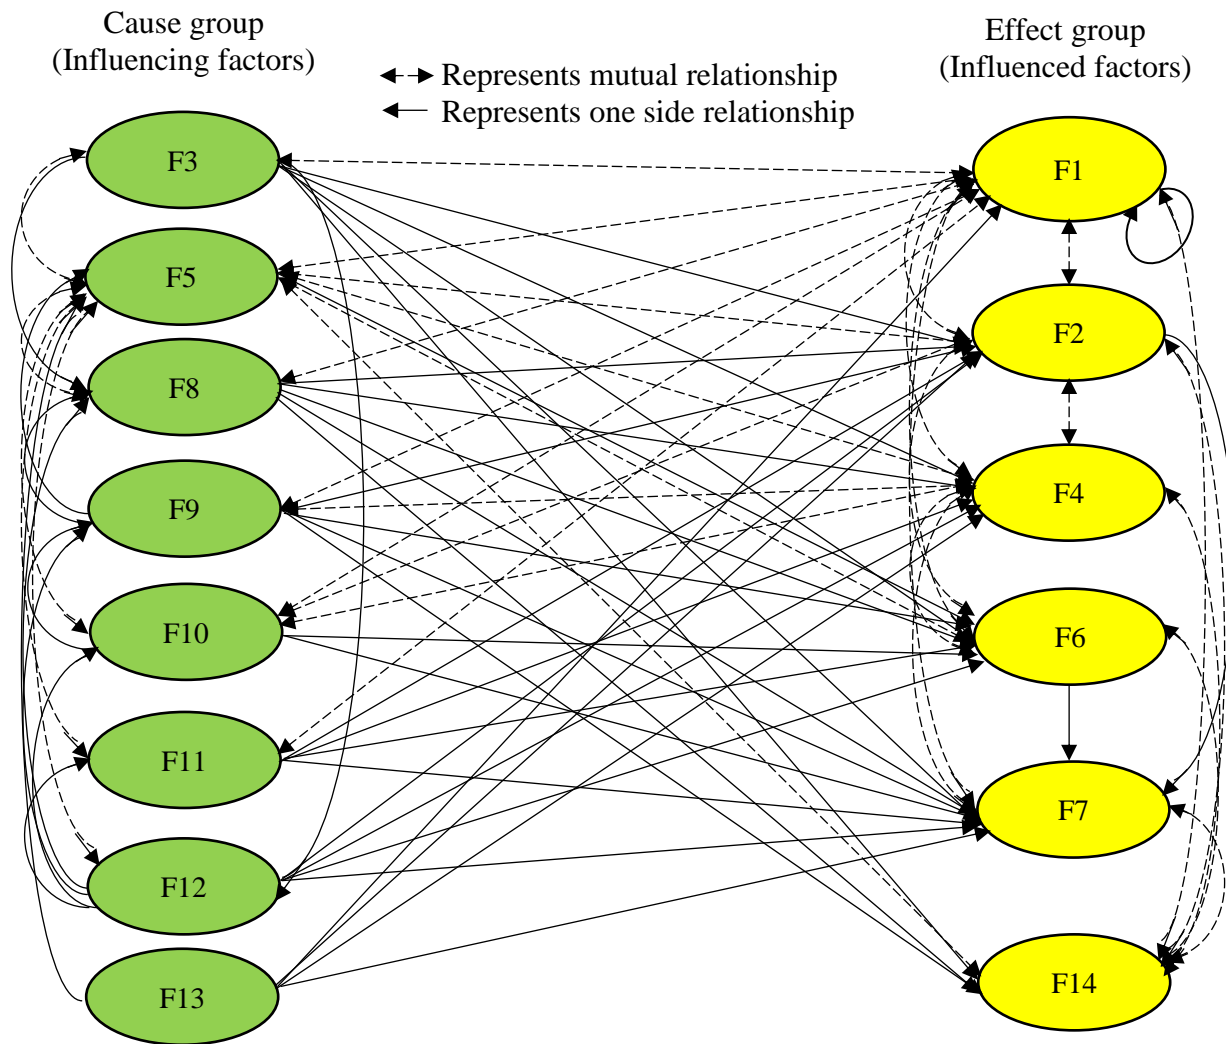 Cause group
(Influencing factors)
Effect group
(Influenced factors)
Represents mutual relationship
Represents one side relationship
F3
F5
F8
F9
F10
F11
F12
F13
F1
F2
F4
F6
F7
F14